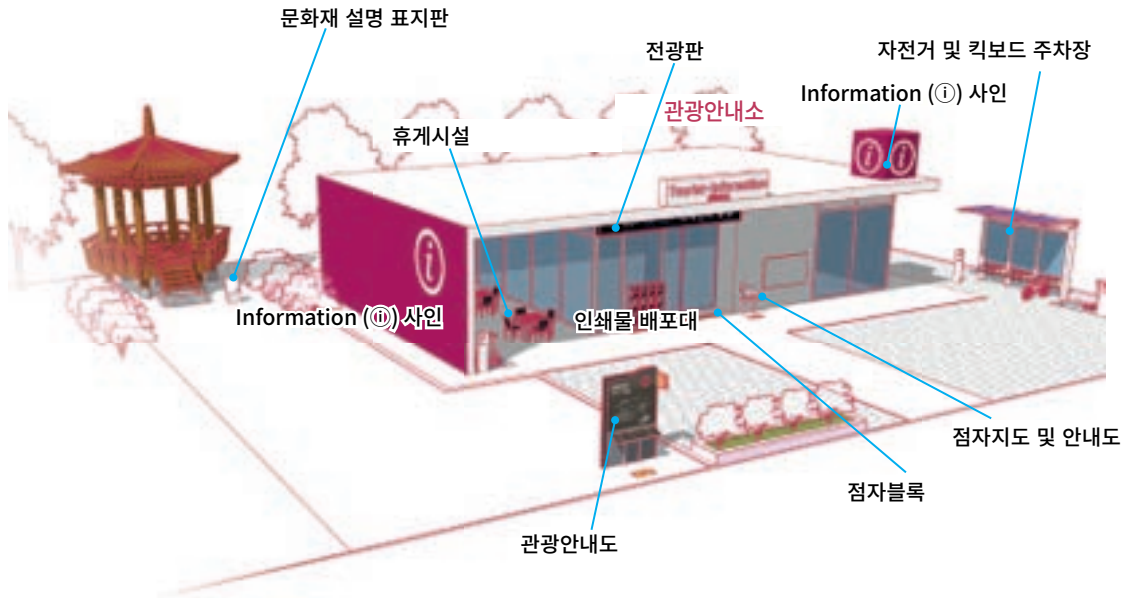 문화재 설명 표지판
전광판
자전거 및 킥보드 주차장
Information (ⓘ) 사인
관광안내소
휴게시설
Tourist Information
Information (ⓘ) 사인
인쇄물 배포대
점자지도 및 안내도
점자블록
관광안내도